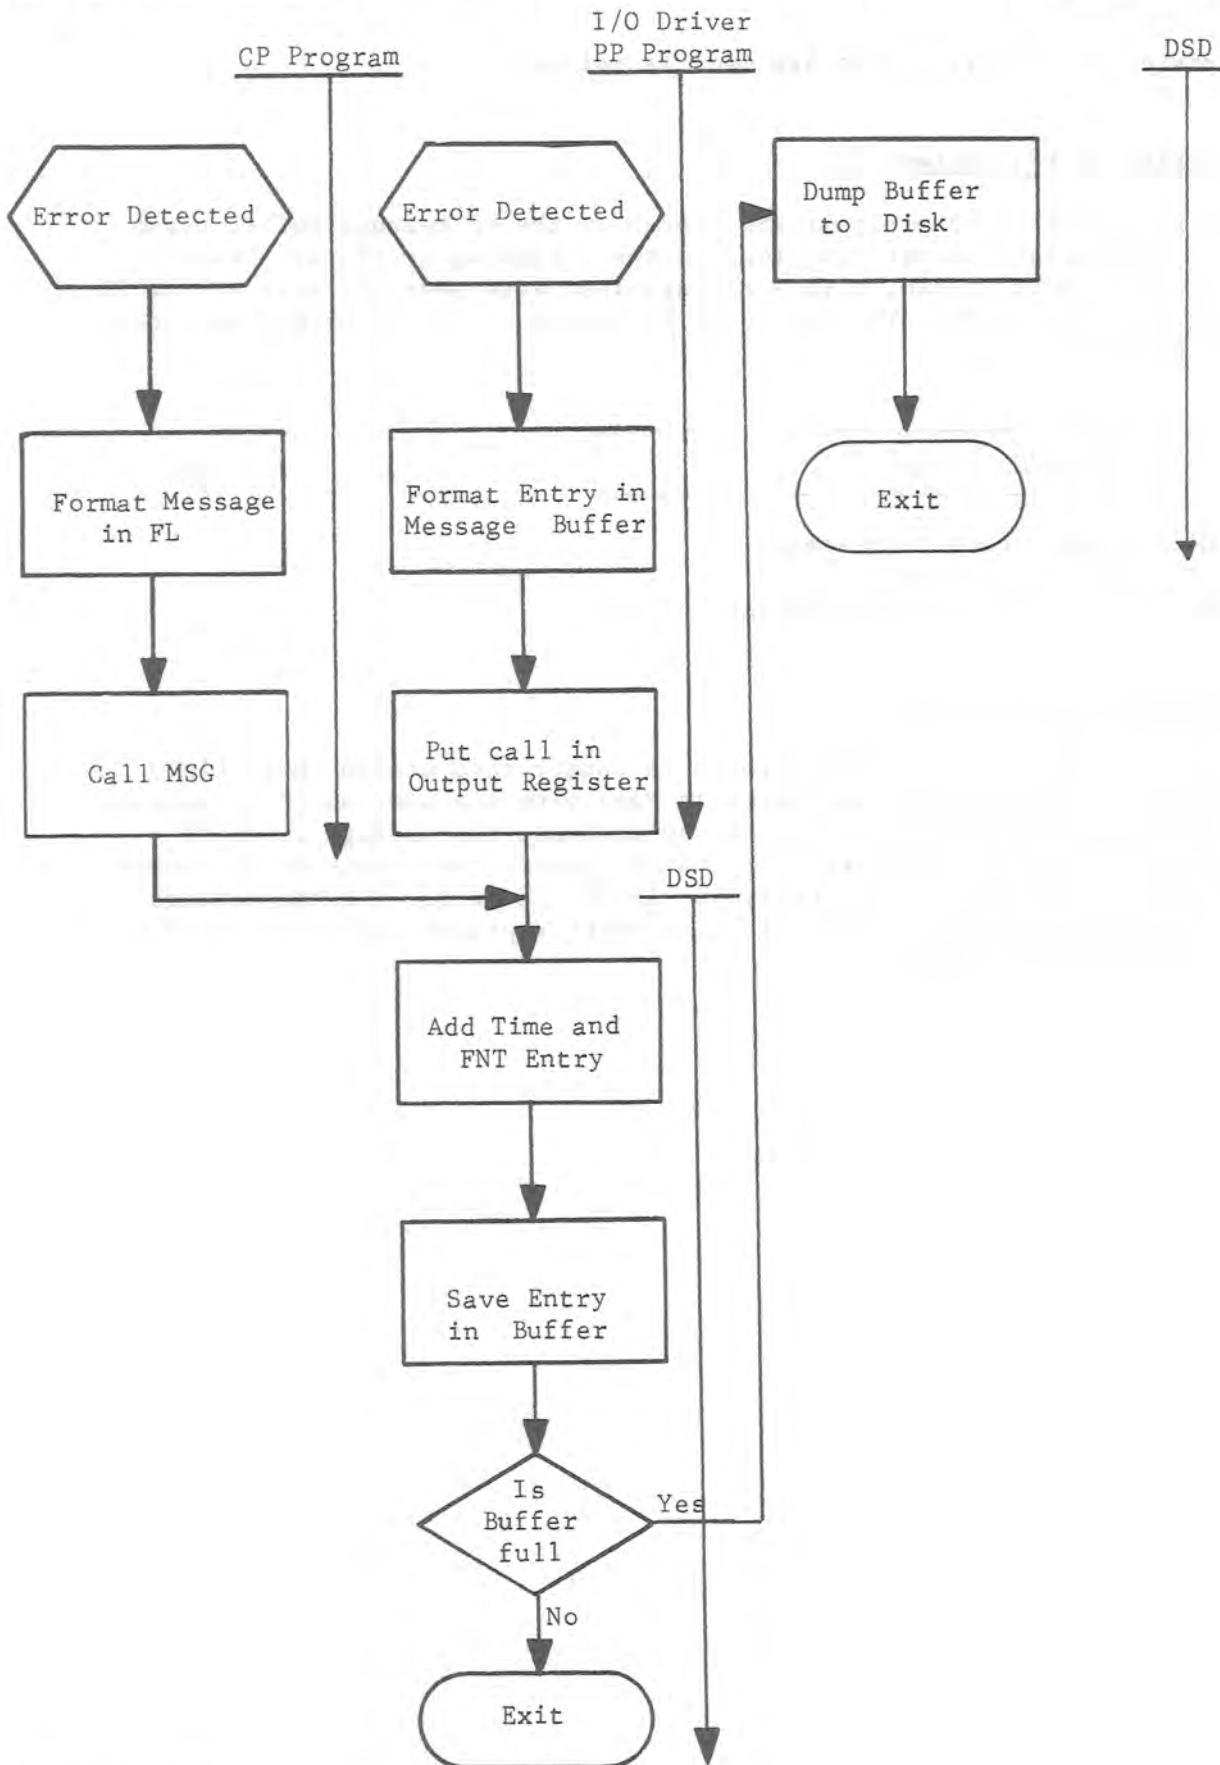 CP Program
I/O Driver
PP Program
DSD
Error Detected
Error Detected
Dump Buffer
to Disk
Format Message
in FL
Format Entry in
Message Buffer
Exit
Call MSG
Put call in
Output Register
DSD
Add Time and
FNT Entry
Save Entry
in Buffer
Is
Buffer
full
Yes
No
Exit